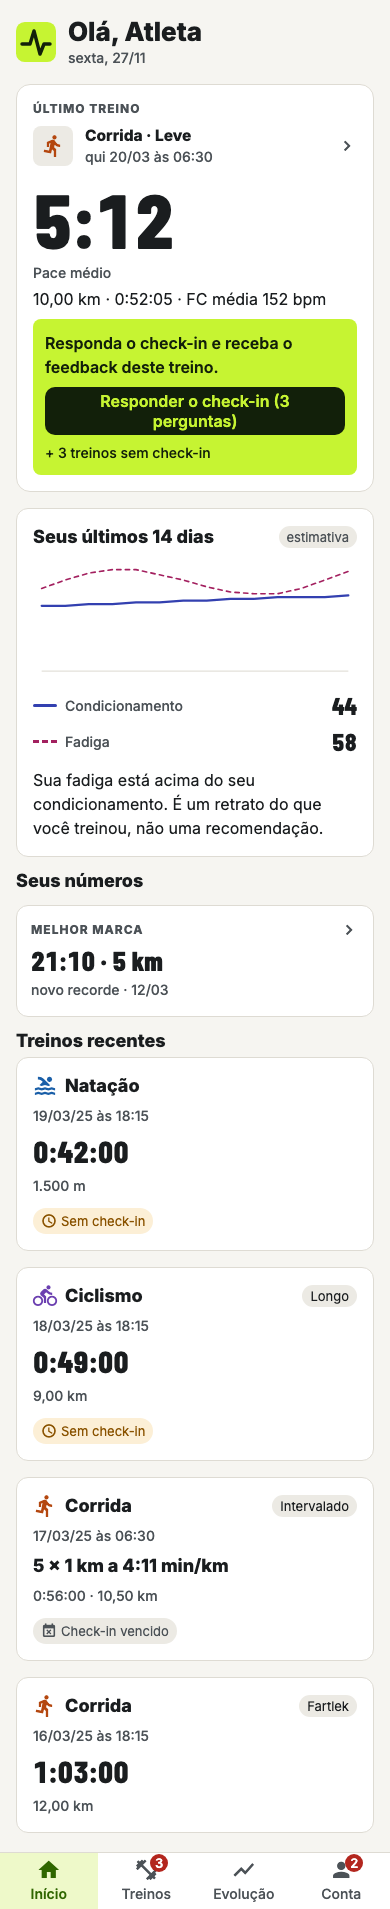 Olá, Atleta
sexta, 27/11
ÚLTIMO TREINO
Corrida · Leve
qui 20/03 às 06:30
5:12
Pace médio
10,00 km · 0:52:05 · FC média 152 bpm
Responda o check-in e receba o
feedback deste treino.
Responder o check-in (3
perguntas)
+ 3 treinos sem check-in
Seus últimos 14 dias
estimativa
Condicionamento
44
Fadiga
58
Sua fadiga está acima do seu
condicionamento. É um retrato do que
você treinou, não uma recomendação.
Seus números
MELHOR MARCA
21:10 · 5 km
novo recorde · 12/03
Treinos recentes
Natação
19/03/25 às 18:15
0:42:00
1.500 m
Sem check-in
Ciclismo
Longo
18/03/25 às 18:15
0:49:00
9,00 km
Sem check-in
Corrida
Intervalado
17/03/25 às 06:30
5 × 1 km a 4:11 min/km
0:56:00 · 10,50 km
Check-in vencido
Corrida
Fartlek
16/03/25 às 18:15
1:03:00
12,00 km
3
2
Início
Treinos
Evolução
Conta